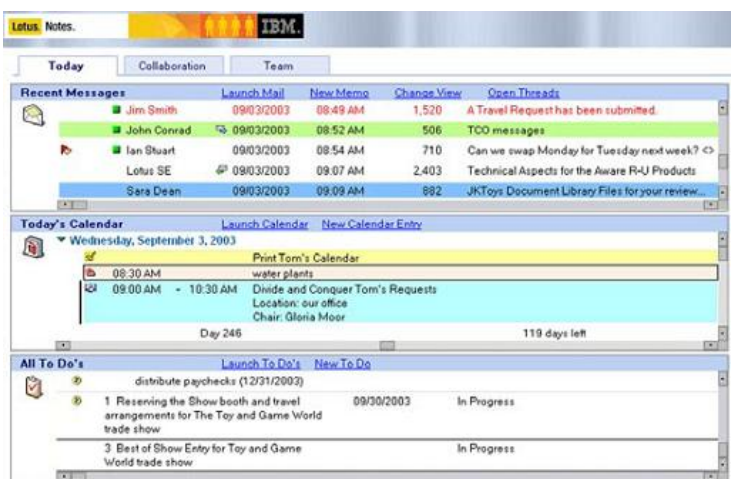 Lotus. Notes.
IBM.
Today Collaboration Team
Recent Messages Launch Mail New Memo Change View Open Threads
Jim Smith 09/03/2003 08:49 AM 1,520 A Travel Request has been submitted.
John Conrad 09/03/2003 08:52 AM 506 TCO messages
Ian Stuart 09/03/2003 08:54 AM 710 Can we swap Monday for Tuesday next week? <>
Lotus SE 09/03/2003 09:07 AM 2,403 Technical Aspects for the Aware R-U Products
Sara Dean 09/03/2003 09:09 AM 882 JKToys Document Library Files for your review...
Today's Calendar Launch Calendar New Calendar Entry
Wednesday, September 3, 2003
Print Tom's Calendar
08:30 AM water plants
09:00 AM - 10:30 AM Divide and Conquer Tom's Requests
Location: our office
Chair: Gloria Moor
Day 246 119 days left
All To Do's Launch To Do's New To Do
distribute paychecks (12/31/2003)
1 Reserving the Show booth and travel 09/30/2003 In Progress
arrangements for The Toy and Game World
trade show
3 Best of Show Entry for Toy and Game In Progress
World trade show